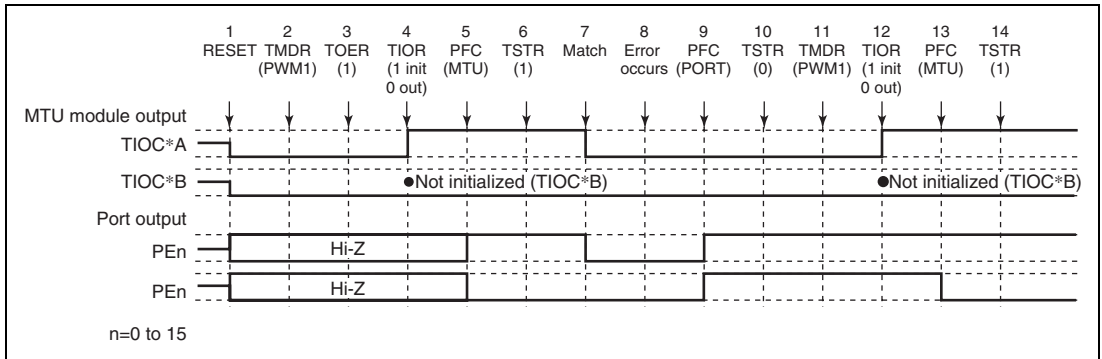 1 2 3 4 5 6 7 8 9 10 11 12 13 14
RESET TMDR TOER TIOR PFC TSTR Match Error PFC TSTR TMDR TIOR PFC TSTR
(PWM1) (1) (1 init (MTU) (1) occurs (PORT) (0) (PWM1) (1 init (MTU) (1)
0 out) 0 out)
MTU module output
TIOC*A
TIOC*B ●Not initialized (TIOC*B) ●Not initialized (TIOC*B)
Port output
PEn Hi-Z
PEn Hi-Z
n=0 to 15